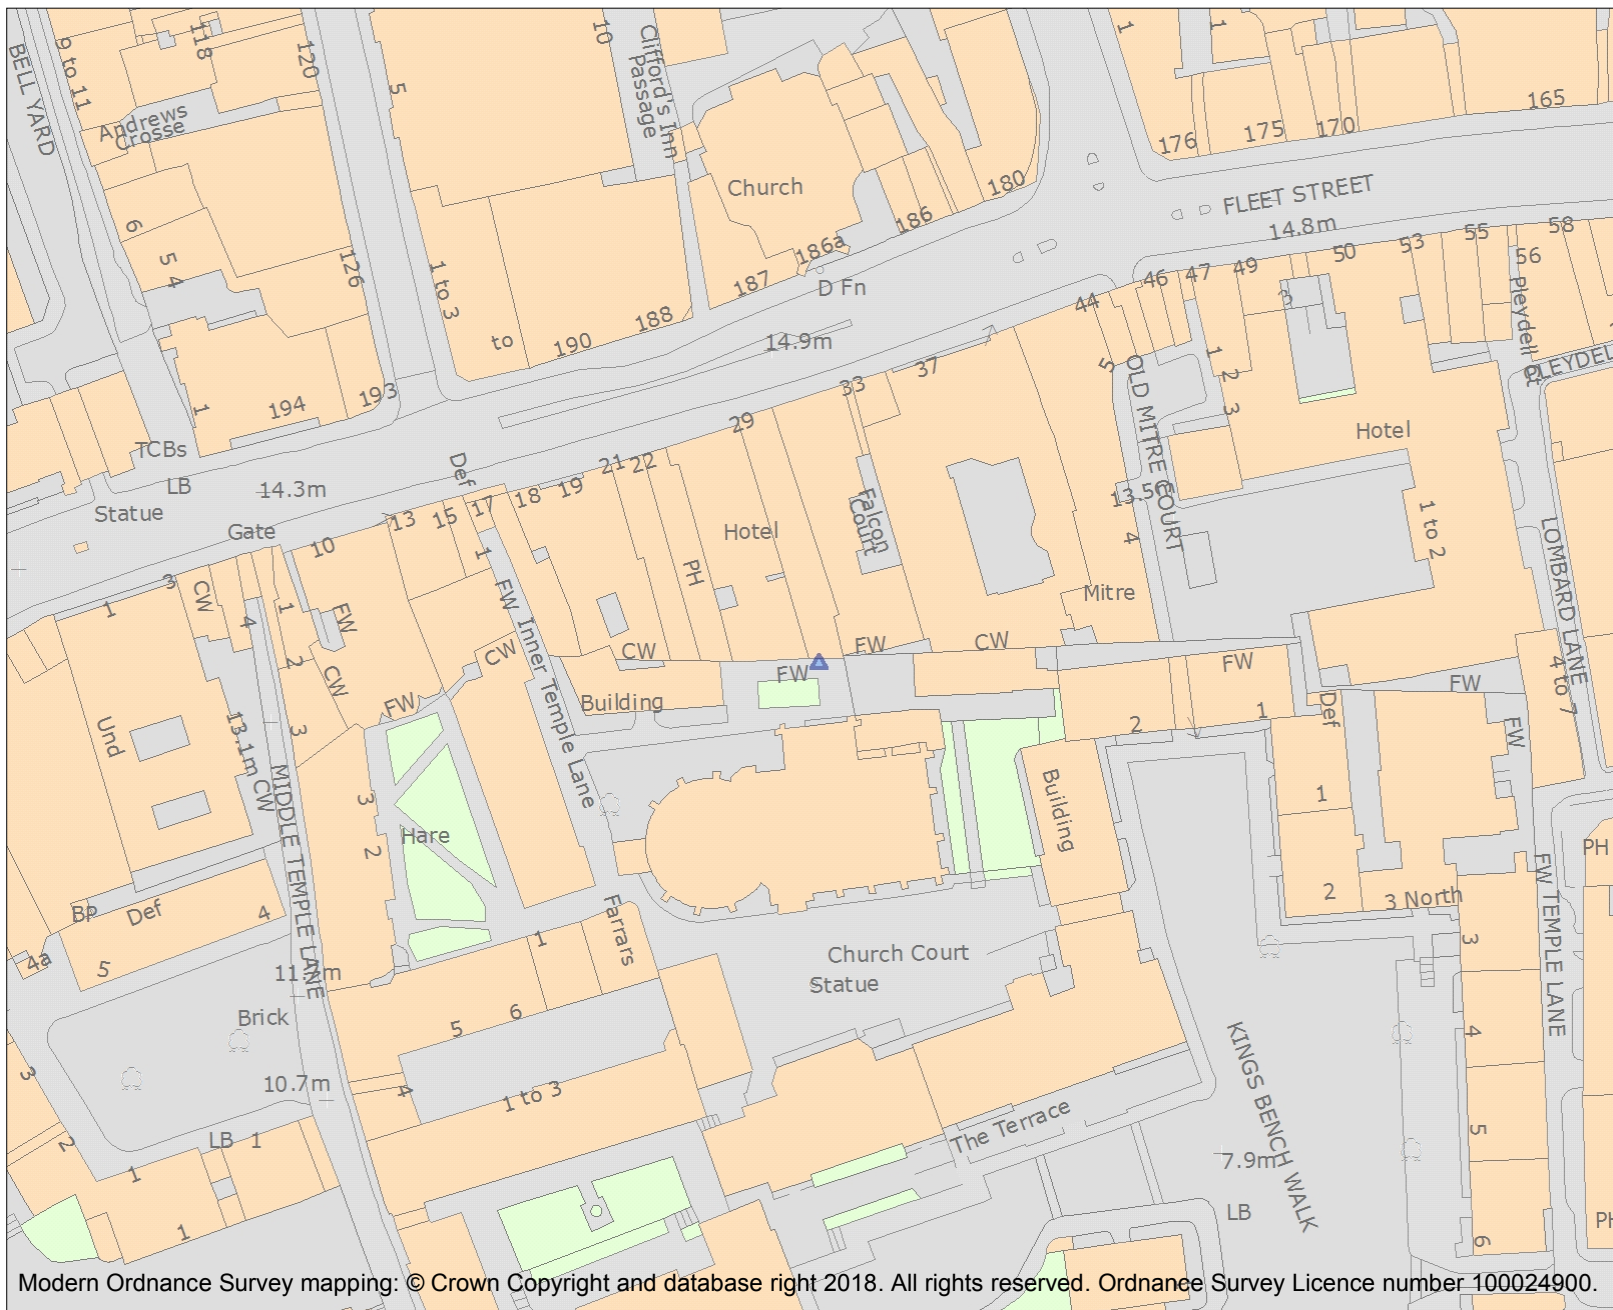 BELL YARD
9 to 11
118
120
5
10
Clifford's Inn
Passage
1
1
165
Andrews
Crosse
176
175
170
Church
180
FLEET STREET
14.8m
6
5
4
126
1 to 3
186
186a
187
D Fn
188
190
to
14.9m
44
46
47
49
50
53
55
58
56
3
Pleydell Ct
PLEYDEL
1
194
193
29
33
37
5
OLD MITRE COURT
1
2
3
Hotel
TCBs
LB
14.3m
Statue
Gate
Def
10
13
15
17
18
19
21
22
Hotel
PH
Falcon
Court
13.5m
4
Mitre
1 to 2
LOMBARD LANE
4 to 7
1
3
CW
4
1
2
3
FW
CW
FW
CW
1
FW
Inner Temple Lane
CW
Building
FW
FW
CW
FW
FW
FW
2
1
Def
Und
13.1m
CW
MIDDLE TEMPLE LANE
3
2
Hare
Building
1
2
3 North
PH
FW
TEMPLE LANE
BP
Def
4
4a
5
11.7m
Brick
10.7m
Farrars
1
6
5
4
1 to 3
Church Court
Statue
3
4
5
6
KINGS BENCH WALK
The Terrace
7.9m
LB
3
2
LB
1
1
1
PH
Modern Ordnance Survey mapping: © Crown Copyright and database right 2018. All rights reserved. Ordnance Survey Licence number 100024900.